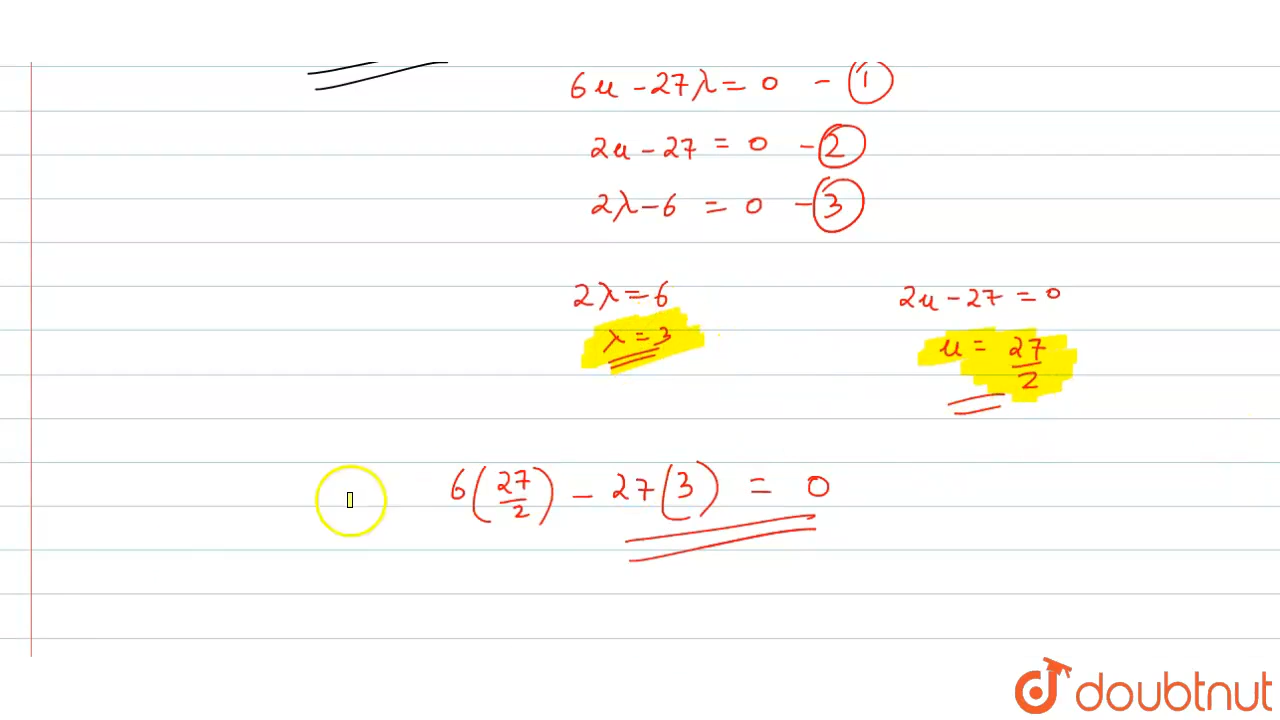 6u - 27λ = 0 - ①
2u - 27 = 0 - ②
2λ - 6 = 0 - ③
2λ = 6
λ = 3
2u - 27 = 0
u = 27/2
6(27/2) - 27(3) = 0
doubtnut